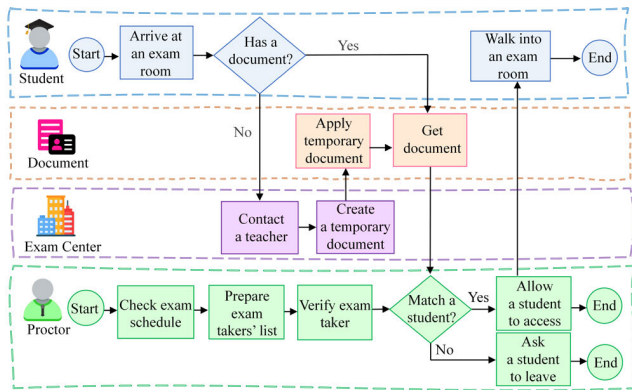 Student
Start
Arrive at
an exam
room
Has a
document?
Yes
Walk into
an exam
room
End
No
Document
Apply
temporary
document
Get
document
Exam Center
Contact
a teacher
Create
a temporary
document
Proctor
Start
Check exam
schedule
Prepare
exam
takers' list
Verify exam
taker
Match a
student?
Yes
Allow
a student
to access
End
No
Ask
a student
to leave
End